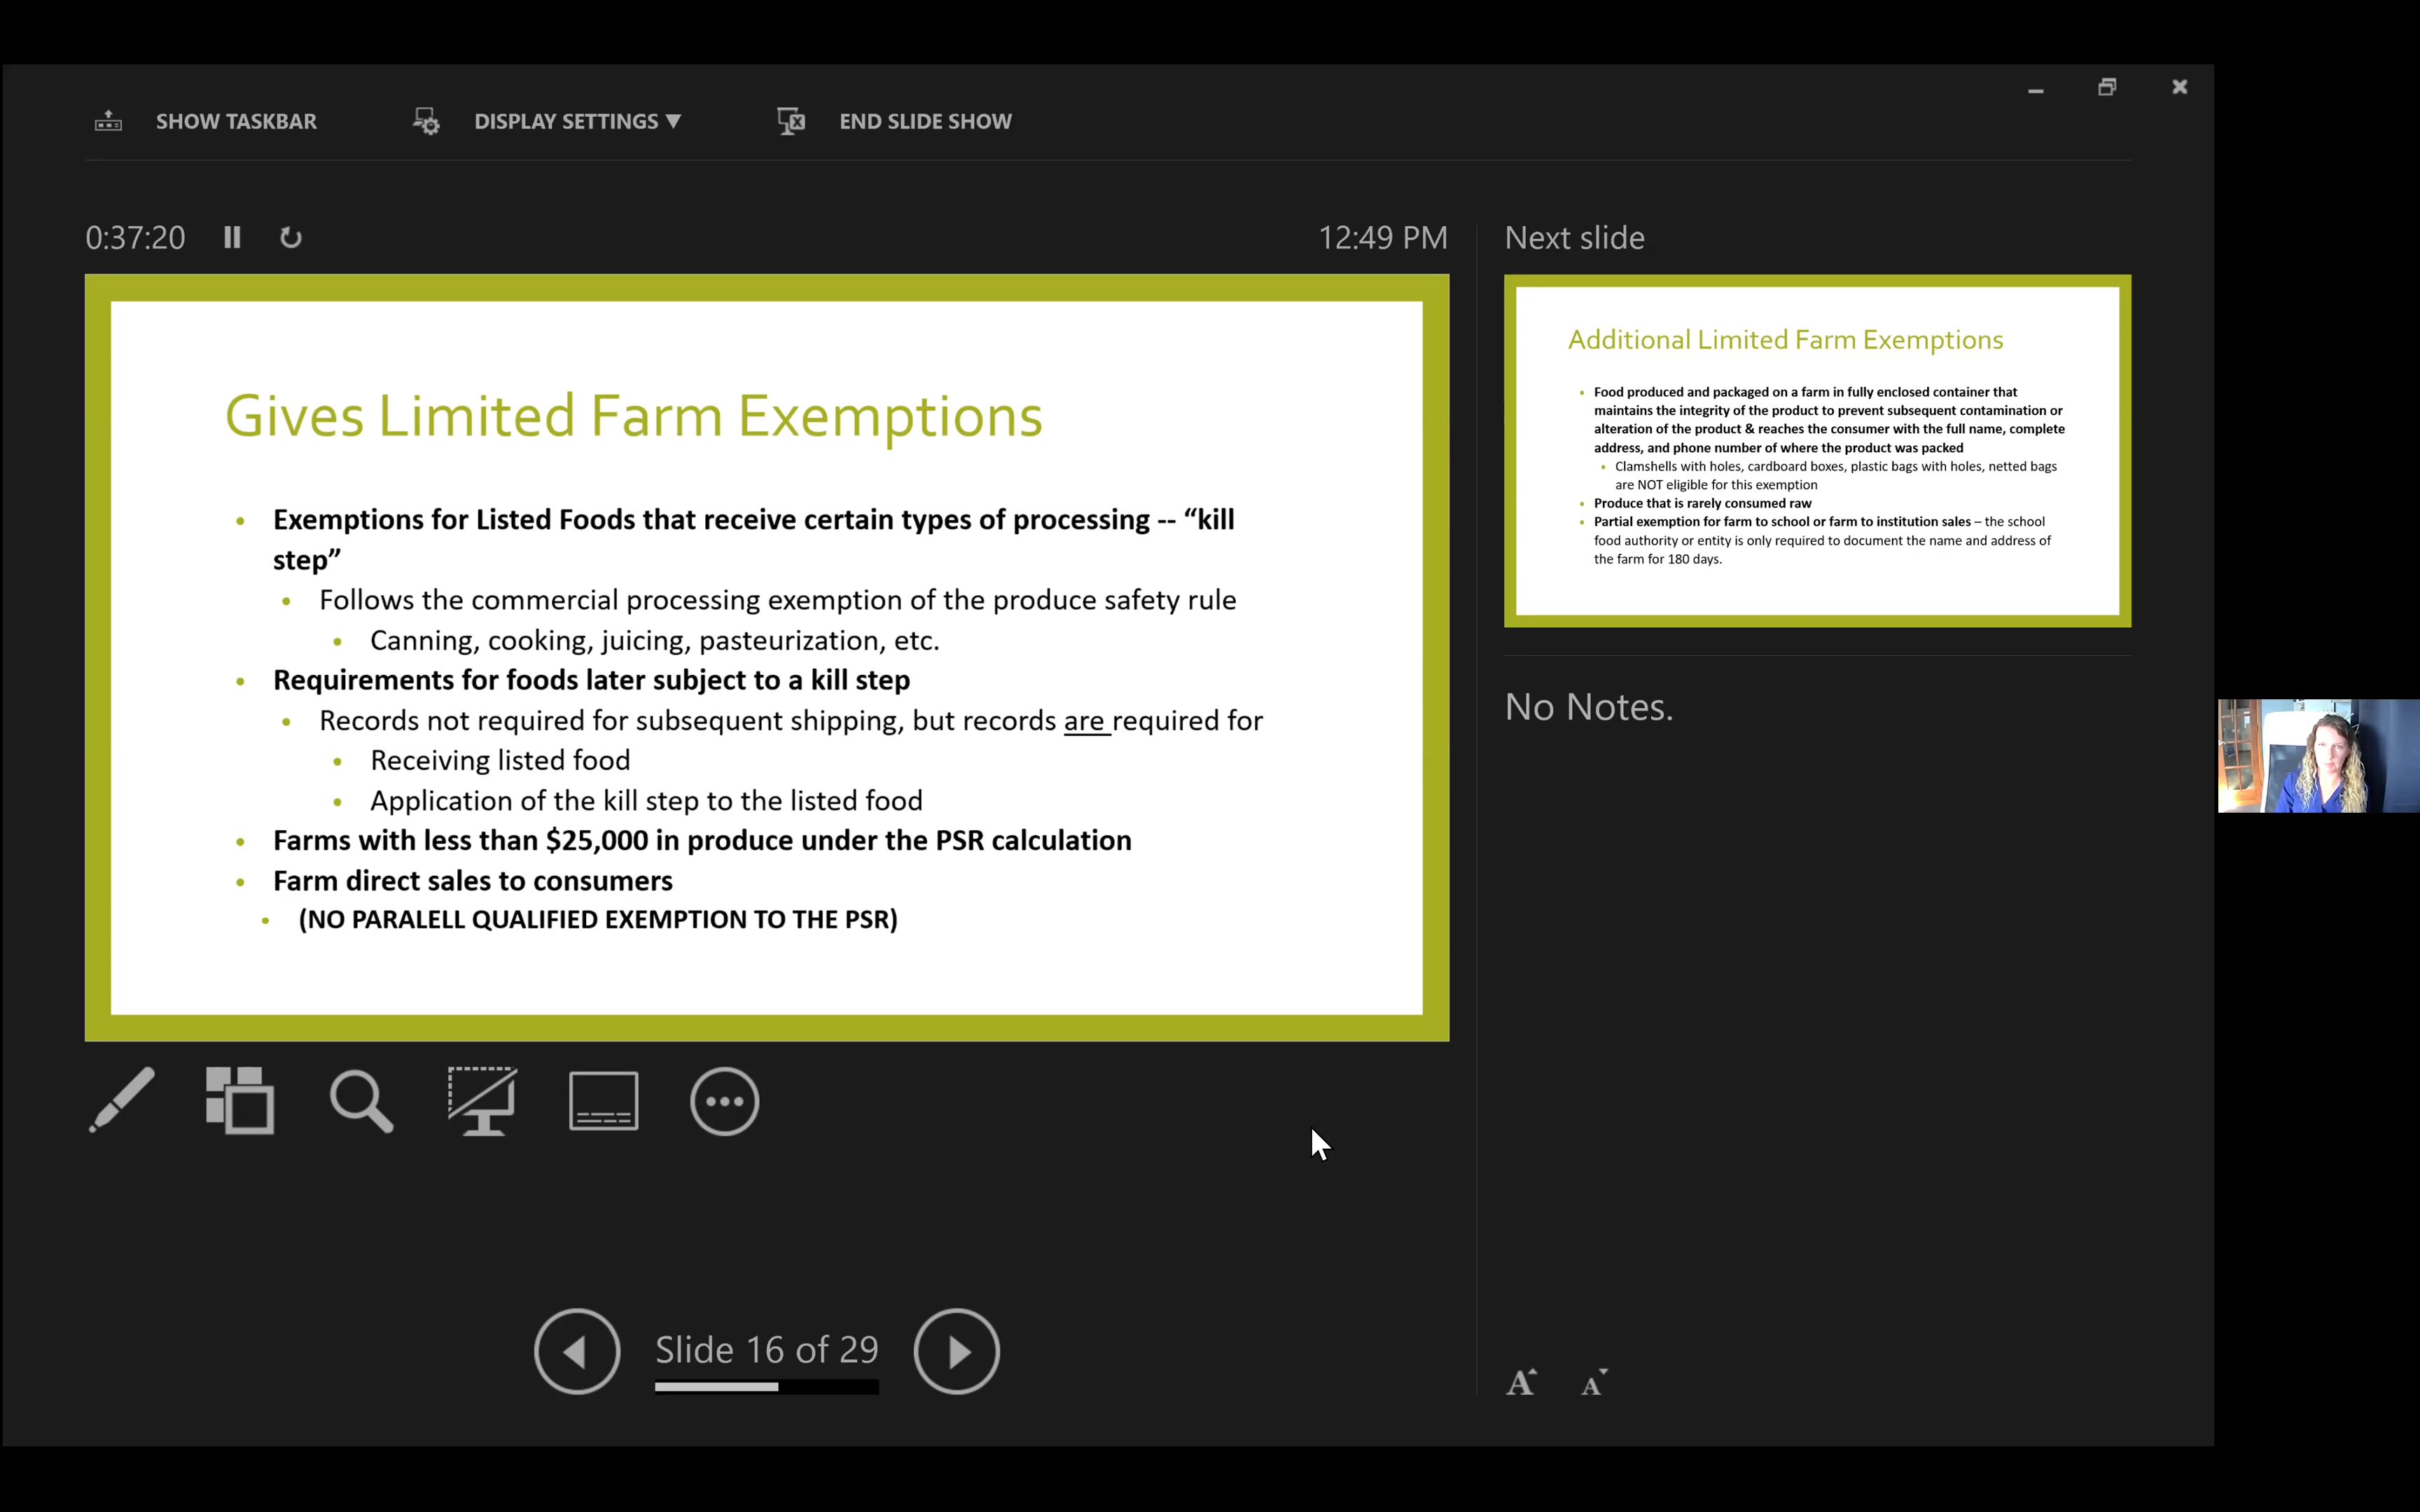 SHOW TASKBAR
DISPLAY SETTINGS ▼
END SLIDE SHOW
0:37:20
12:49 PM
Gives Limited Farm Exemptions
• Exemptions for Listed Foods that receive certain types of processing -- “kill
step”
• Follows the commercial processing exemption of the produce safety rule
• Canning, cooking, juicing, pasteurization, etc.
• Requirements for foods later subject to a kill step
• Records not required for subsequent shipping, but records are required for
• Receiving listed food
• Application of the kill step to the listed food
• Farms with less than $25,000 in produce under the PSR calculation
• Farm direct sales to consumers
• (NO PARALELL QUALIFIED EXEMPTION TO THE PSR)
Slide 16 of 29
Next slide
Additional Limited Farm Exemptions
• Food produced and packaged on a farm in fully enclosed container that
maintains the integrity of the product to prevent subsequent contamination or
alteration of the product & reaches the consumer with the full name, complete
address, and phone number of where the product was packed
• Clamshells with holes, cardboard boxes, plastic bags with holes, netted bags
are NOT eligible for this exemption
• Produce that is rarely consumed raw
• Partial exemption for farm to school or farm to institution sales – the school
food authority or entity is only required to document the name and address of
the farm for 180 days.
No Notes.
A A